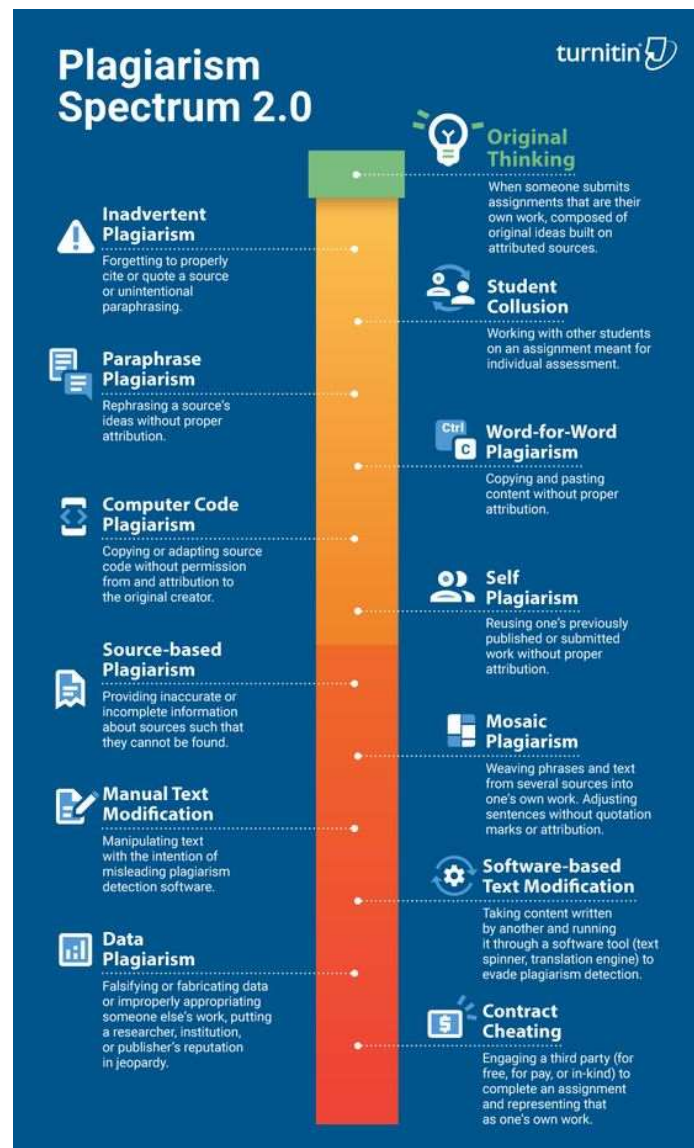 Plagiarism
Spectrum 2.0
turnitin
Original
Thinking
When someone submits
assignments that are their
own work, composed of
original ideas built on
attributed sources.
Inadvertent
Plagiarism
Forgetting to properly
cite or quote a source
or unintentional
paraphrasing.
Student
Collusion
Working with other students
on an assignment meant for
individual assessment.
Paraphrase
Plagiarism
Rephrasing a source's
ideas without proper
attribution.
Ctrl
C
Word-for-Word
Plagiarism
Copying and pasting
content without proper
attribution.
Computer Code
Plagiarism
Copying or adapting source
code without permission
from and attribution to
the original creator.
Self
Plagiarism
Reusing one's previously
published or submitted
work without proper
attribution.
Source-based
Plagiarism
Providing inaccurate or
incomplete information
about sources such that
they cannot be found.
Mosaic
Plagiarism
Weaving phrases and text
from several sources into
one's own work. Adjusting
sentences without quotation
marks or attribution.
Manual Text
Modification
Manipulating text
with the intention of
misleading plagiarism
detection software.
Software-based
Text Modification
Taking content written
by another and running
it through a software tool (text
spinner, translation engine) to
evade plagiarism detection.
Data
Plagiarism
Falsifying or fabricating data
or improperly appropriating
someone else's work, putting
a researcher, institution,
or publisher's reputation
in jeopardy.
$
Contract
Cheating
Engaging a third party (for
free, for pay, or in-kind) to
complete an assignment
and representing that
as one's own work.